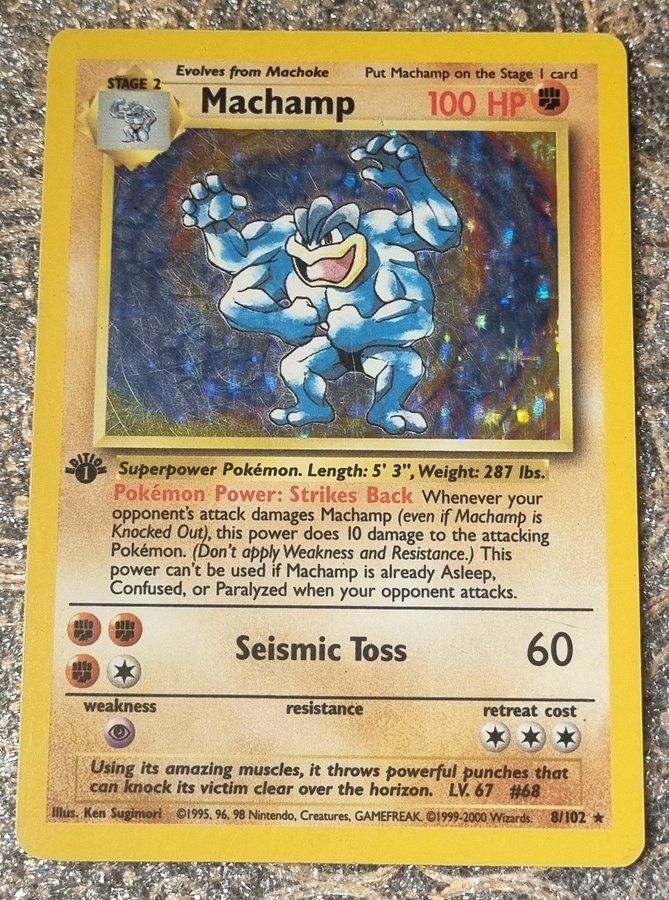 Evolves from Machoke Put Machamp on the Stage 1 card
STAGE 2
Machamp 100 HP
EDITION 1
Superpower Pokémon. Length: 5' 3", Weight: 287 lbs.
Pokémon Power: Strikes Back Whenever your
opponent's attack damages Machamp (even if Machamp is
Knocked Out), this power does 10 damage to the attacking
Pokémon. (Don't apply Weakness and Resistance.) This
power can't be used if Machamp is already Asleep,
Confused, or Paralyzed when your opponent attacks.
Seismic Toss 60
weakness resistance retreat cost
Using its amazing muscles, it throws powerful punches that
can knock its victim clear over the horizon. LV. 67 #68
Illus. Ken Sugimori ©1995, 96, 98 Nintendo, Creatures, GAMEFREAK. ©1999-2000 Wizards. 8/102 ★